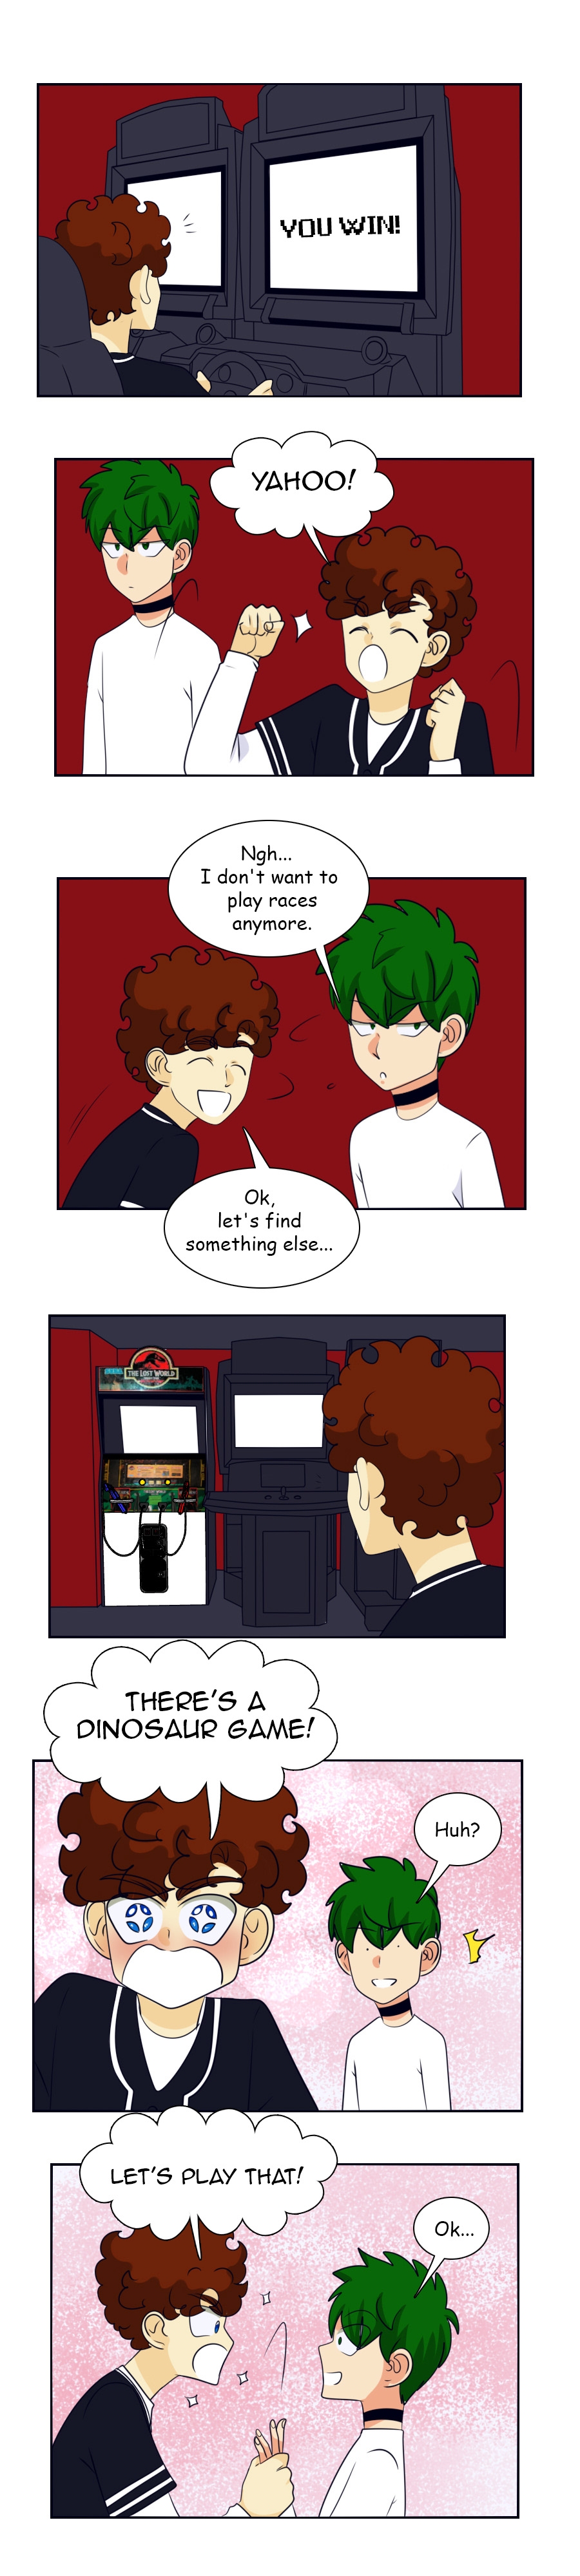 YOU WIN!
YAHOO!
Ngh...
I don't want to
play races
anymore.
Ok,
let's find
something else...
THE LOST WORLD
THERE'S A
DINOSAUR GAME!
Huh?
LET'S PLAY THAT!
Ok...